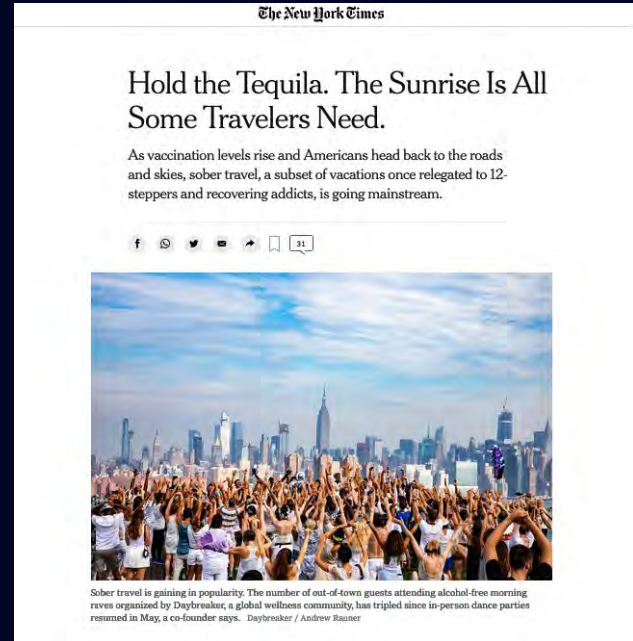 The New York Times
Hold the Tequila. The Sunrise Is All
Some Travelers Need.
As vaccination levels rise and Americans head back to the roads
and skies, sober travel, a subset of vacations once relegated to 12-
steppers and recovering addicts, is going mainstream.
31
Sober travel is gaining in popularity. The number of out-of-town guests attending alcohol-free morning
raves organized by Daybreaker, a global wellness community, has tripled since in-person dance parties
resumed in May, a co-founder says. Daybreaker / Andrew Rauner